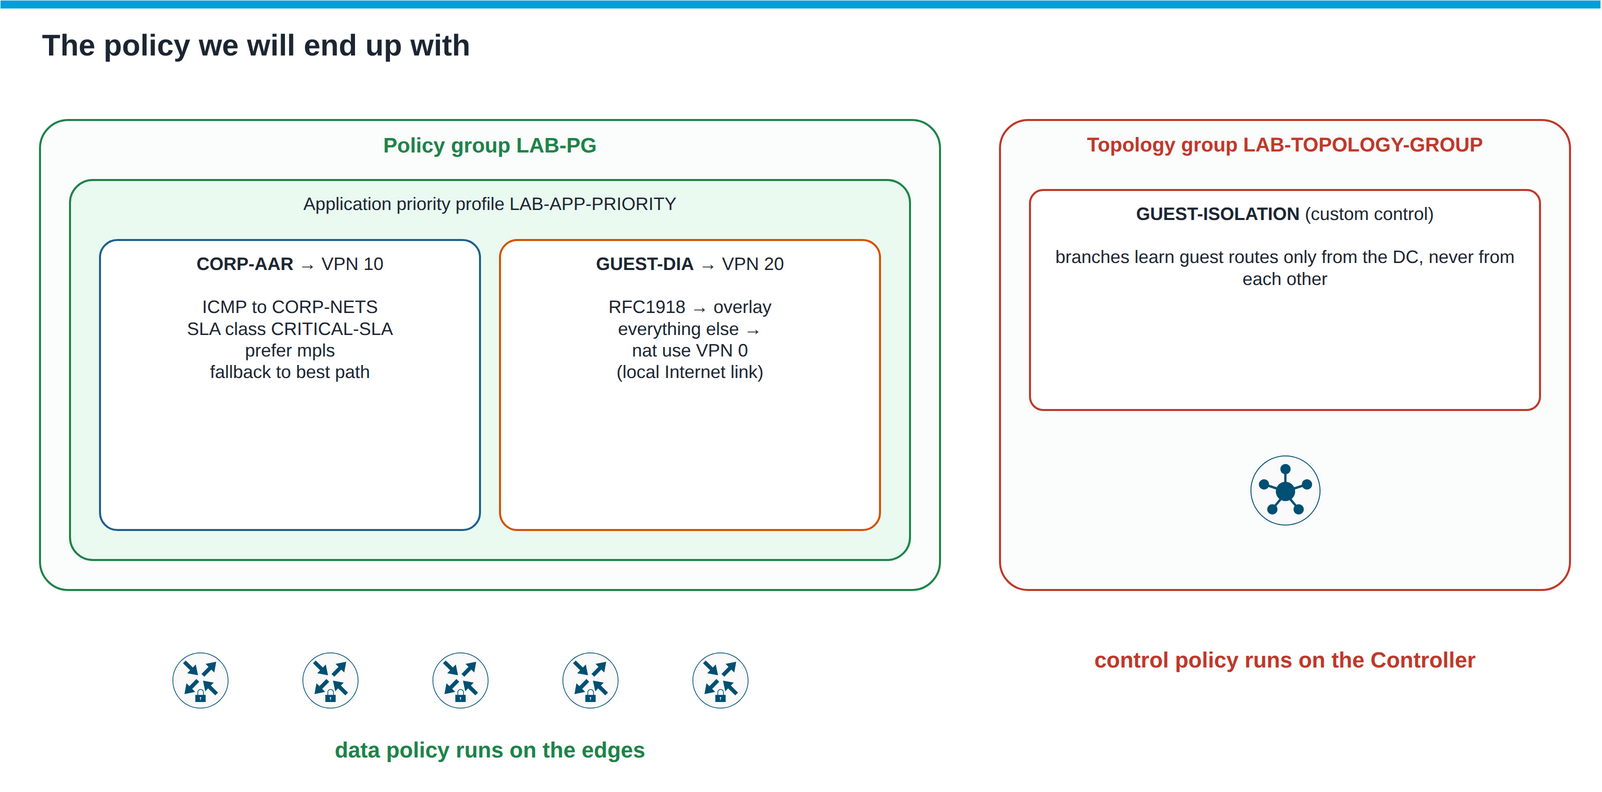 The policy we will end up with
Policy group LAB-PG
Application priority profile LAB-APP-PRIORITY
CORP-AAR → VPN 10
ICMP to CORP-NETS
SLA class CRITICAL-SLA
prefer mpls
fallback to best path
GUEST-DIA → VPN 20
RFC1918 → overlay
everything else →
nat use VPN 0
(local Internet link)
data policy runs on the edges
Topology group LAB-TOPOLOGY-GROUP
GUEST-ISOLATION (custom control)
branches learn guest routes only from the DC, never from
each other
control policy runs on the Controller